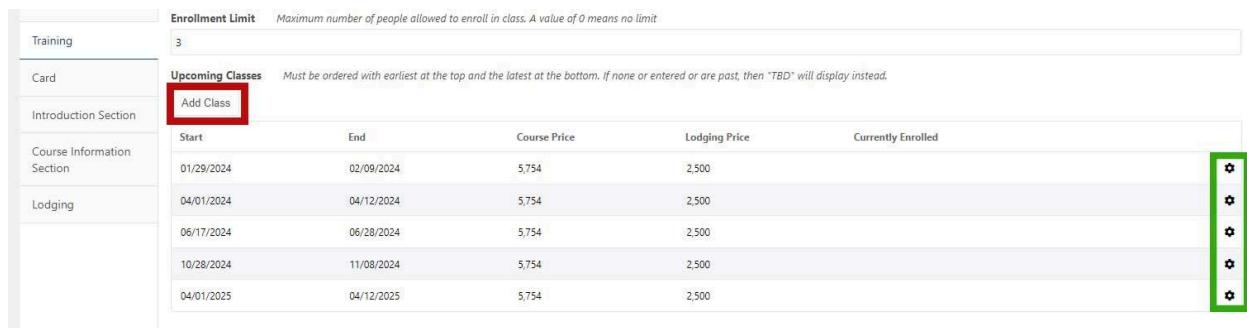 Enrollment Limit Maximum number of people allowed to enroll in class. A value of 0 means no limit
Training
3
Card
Upcoming Classes Must be ordered with earliest at the top and the latest at the bottom. If none or entered or are past, then "TBD" will display instead.
Add Class
Introduction Section
Start End Course Price Lodging Price Currently Enrolled
Course Information
Section
01/29/2024 02/09/2024 5,754 2,500
Lodging
04/01/2024 04/12/2024 5,754 2,500
06/17/2024 06/28/2024 5,754 2,500
10/28/2024 11/08/2024 5,754 2,500
04/01/2025 04/12/2025 5,754 2,500